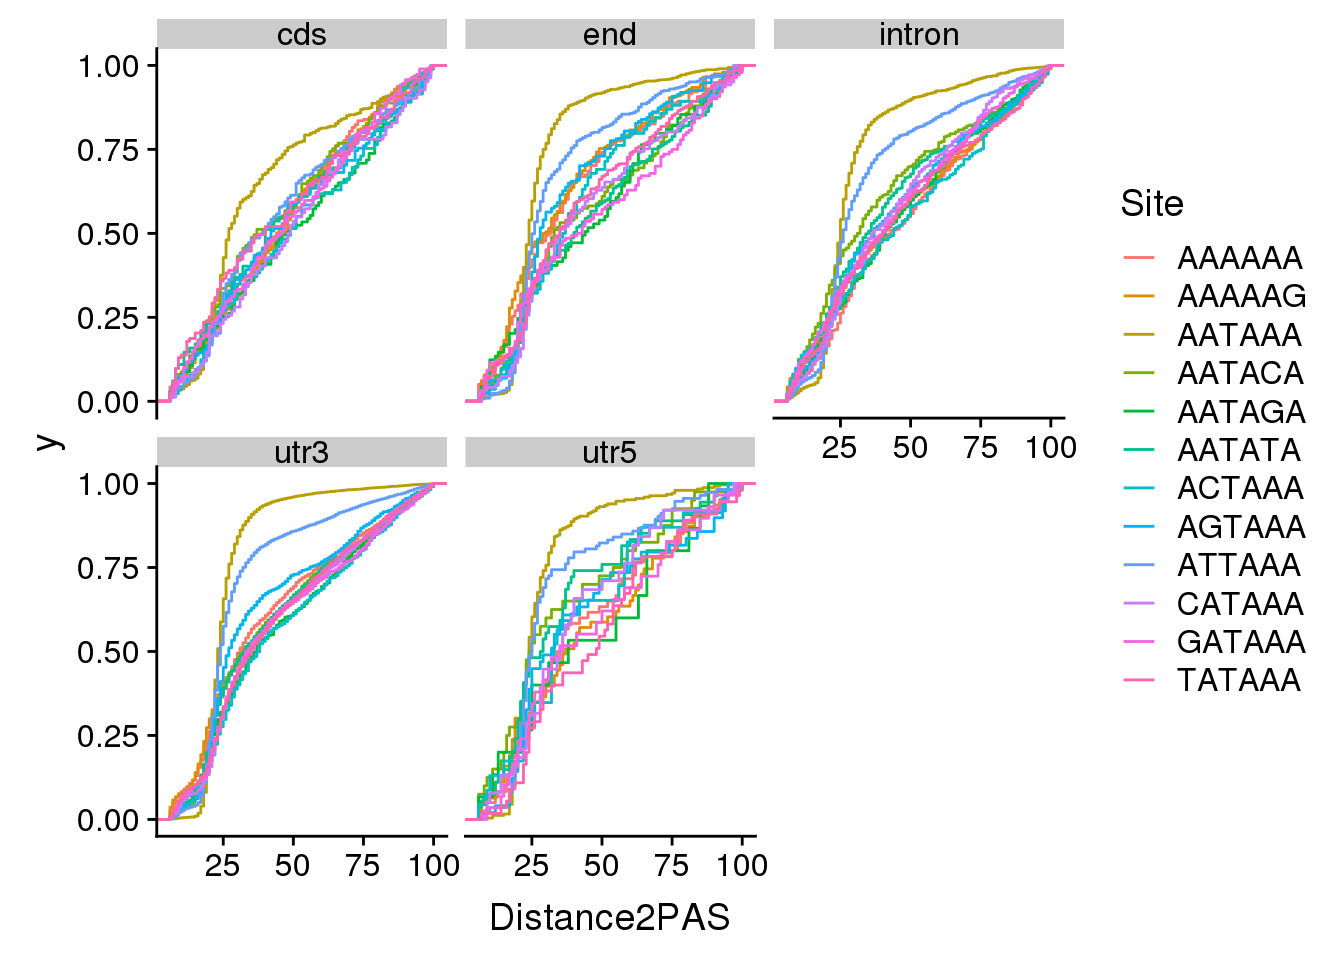 cds end intron
1.00
0.75
0.50
0.25
0.00
25 50 75 100
utr3 utr5
1.00
0.75
0.50
0.25
0.00
25 50 75 100 25 50 75 100
Distance2PAS
y
Site
AAAAAA
AAAAAG
AATAAA
AATACA
AATAGA
AATATA
ACTAAA
AGTAAA
ATTAAA
CATAAA
GATAAA
TATAAA